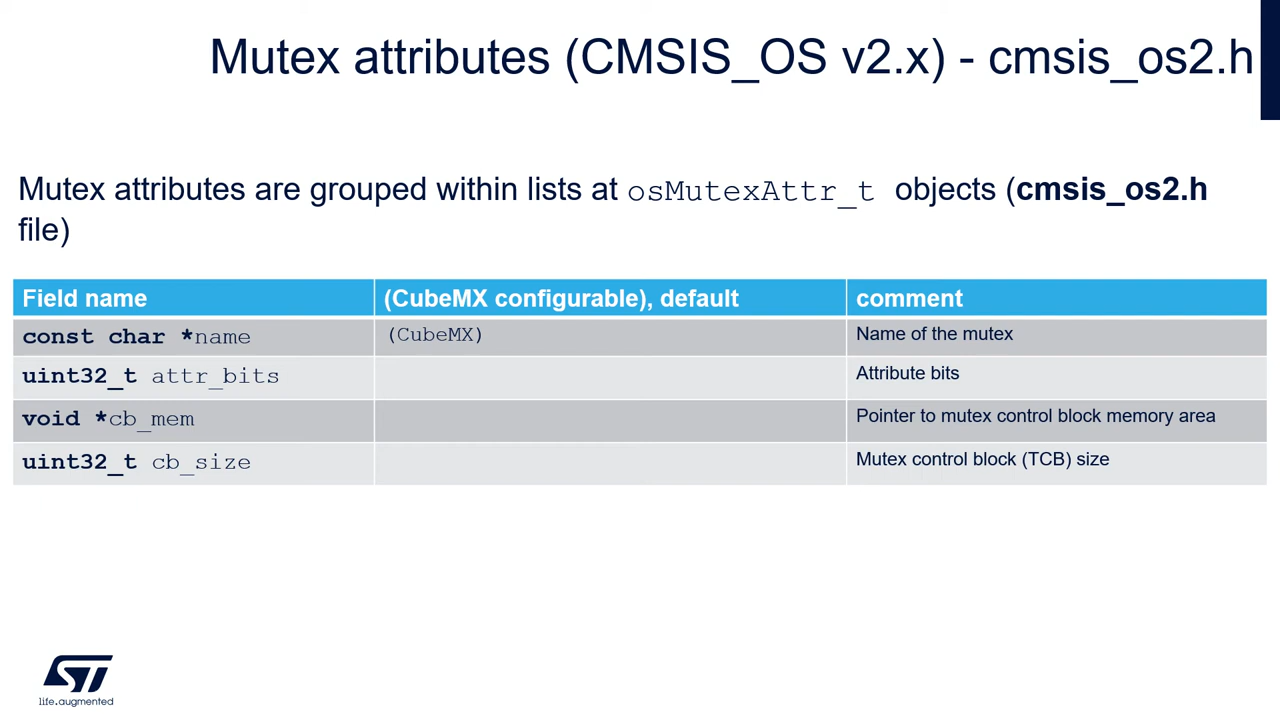 Mutex attributes (CMSIS_OS v2.x) - cmsis_os2.h
Mutex attributes are grouped within lists at osMutexAttr_t objects (cmsis_os2.h
file)
Field name (CubeMX configurable), default comment
const char *name (CubeMX) Name of the mutex
uint32_t attr_bits Attribute bits
void *cb_mem Pointer to mutex control block memory area
uint32_t cb_size Mutex control block (TCB) size
ST
life.augmented